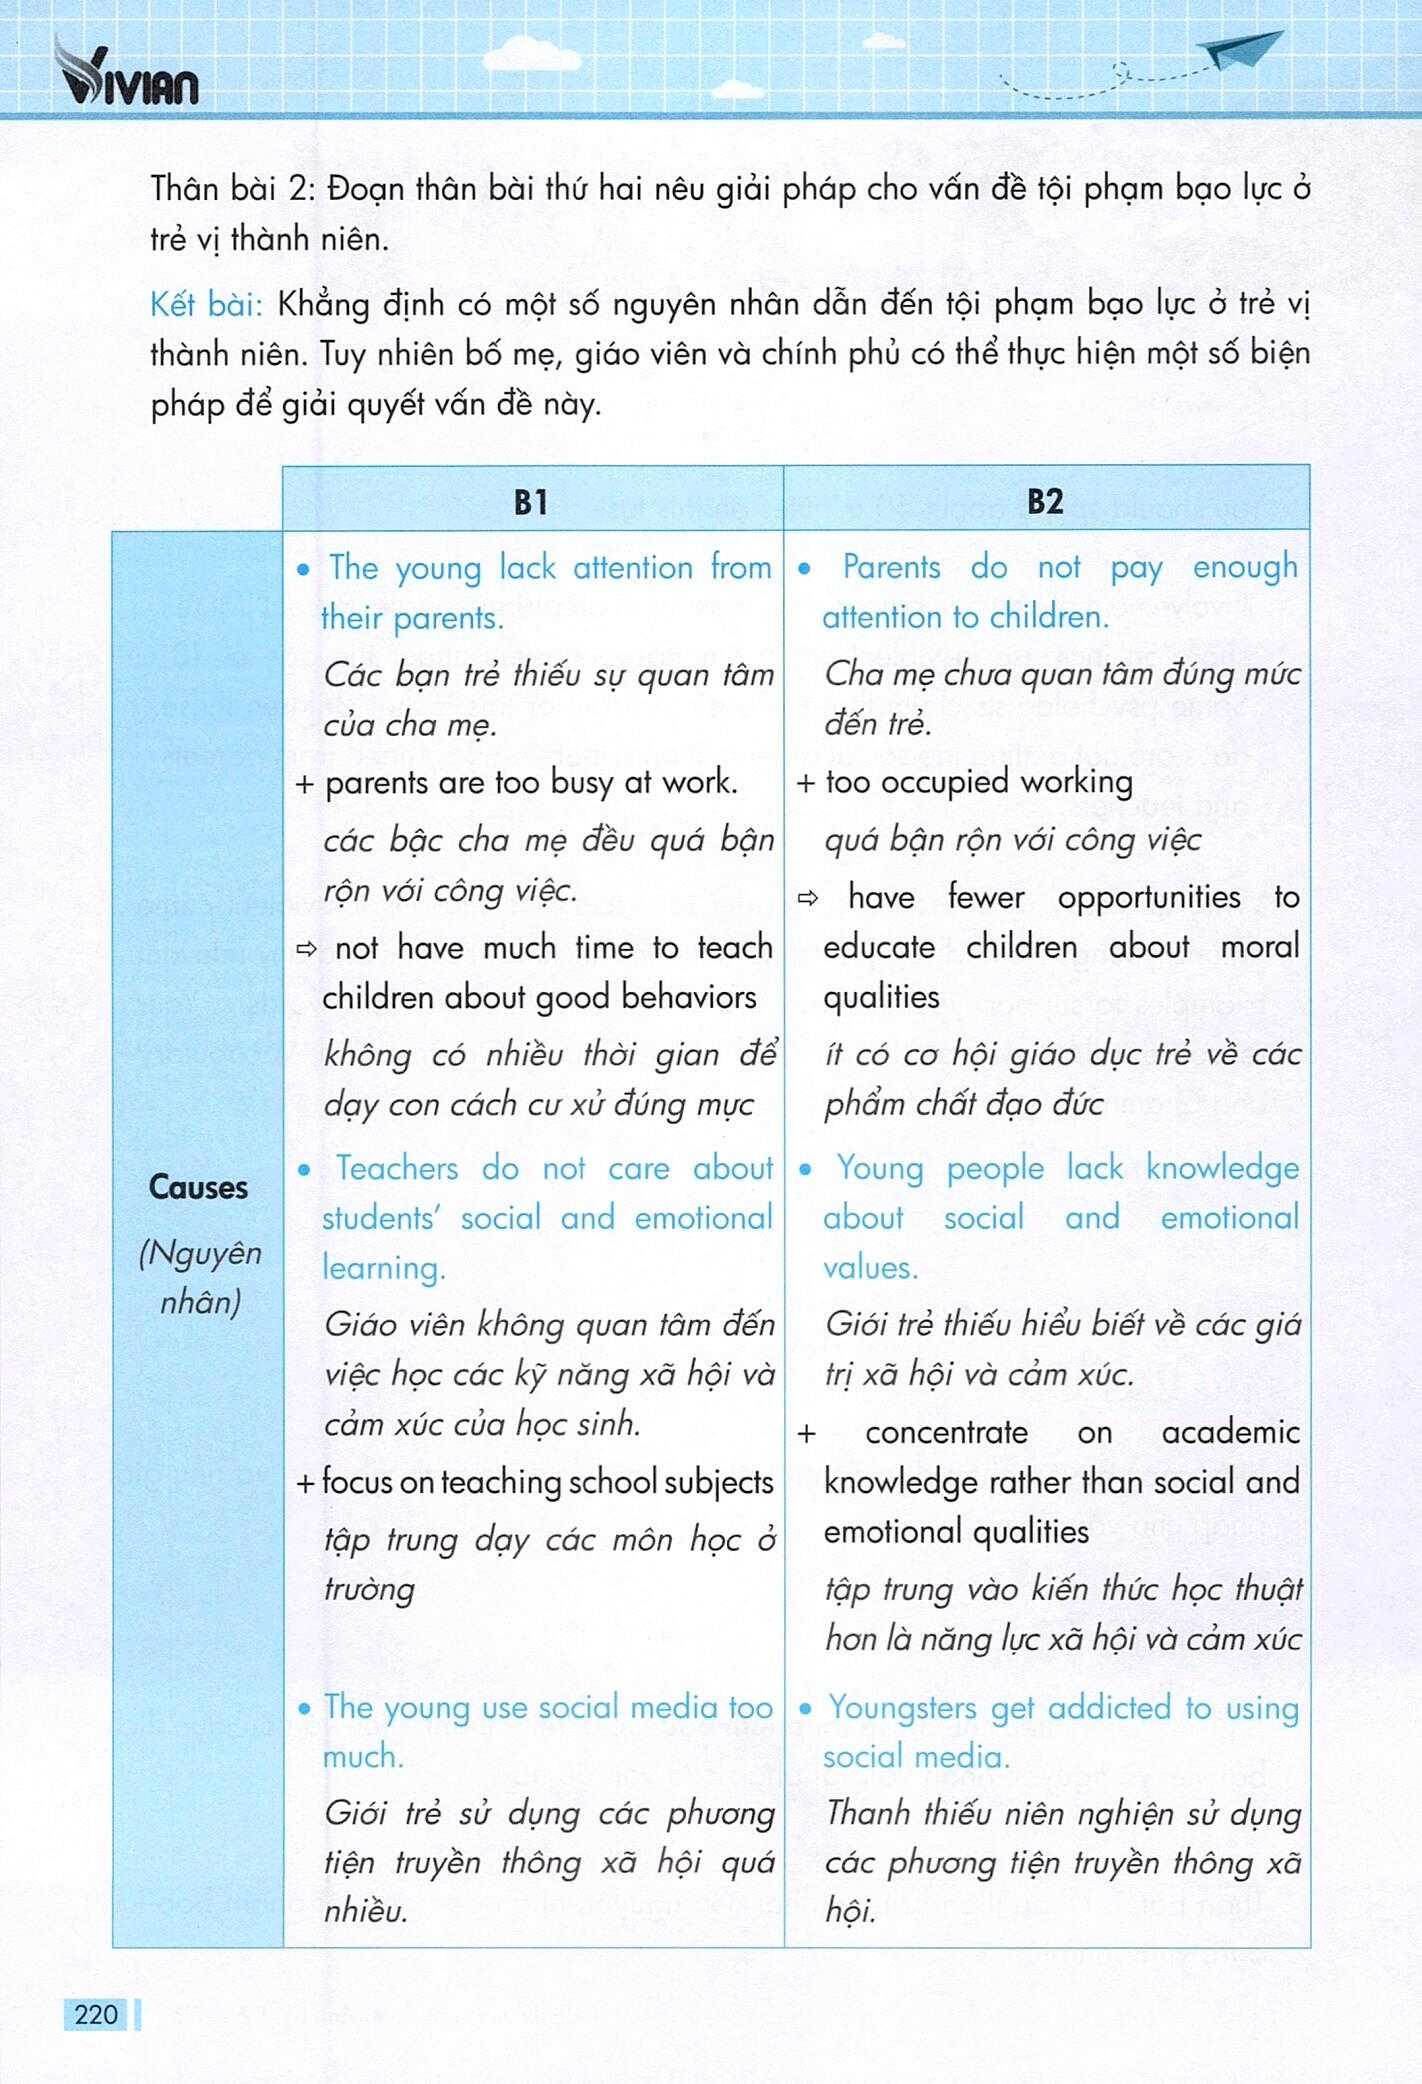 VIVIAN
Thân bài 2: Đoạn thân bài thứ hai nêu giải pháp cho vấn đề tội phạm bạo lực ở
trẻ vị thành niên.
Kết bài: Khẳng định có một số nguyên nhân dẫn đến tội phạm bạo lực ở trẻ vị
thành niên. Tuy nhiên bố mẹ, giáo viên và chính phủ có thể thực hiện một số biện
pháp để giải quyết vấn đề này.
B1
B2
Causes
(Nguyên
nhân)
• The young lack attention from
their parents.
Các bạn trẻ thiếu sự quan tâm
của cha mẹ.
+ parents are too busy at work.
các bậc cha mẹ đều quá bận
rộn với công việc.
⇨ not have much time to teach
children about good behaviors
không có nhiều thời gian để
dạy con cách cư xử đúng mực
• Teachers do not care about
students' social and emotional
learning.
Giáo viên không quan tâm đến
việc học các kỹ năng xã hội và
cảm xúc của học sinh.
+ focus on teaching school subjects
tập trung dạy các môn học ở
trường
• The young use social media too
much.
Giới trẻ sử dụng các phương
tiện truyền thông xã hội quá
nhiều.
• Parents do not pay enough
attention to children.
Cha mẹ chưa quan tâm đúng mức
đến trẻ.
+ too occupied working
quá bận rộn với công việc
⇨ have fewer opportunities to
educate children about moral
qualities
ít có cơ hội giáo dục trẻ về các
phẩm chất đạo đức
• Young people lack knowledge
about social and emotional
values.
Giới trẻ thiếu hiểu biết về các giá
trị xã hội và cảm xúc.
+ concentrate on academic
knowledge rather than social and
emotional qualities
tập trung vào kiến thức học thuật
hơn là năng lực xã hội và cảm xúc
• Youngsters get addicted to using
social media.
Thanh thiếu niên nghiện sử dụng
các phương tiện truyền thông xã
hội.
220